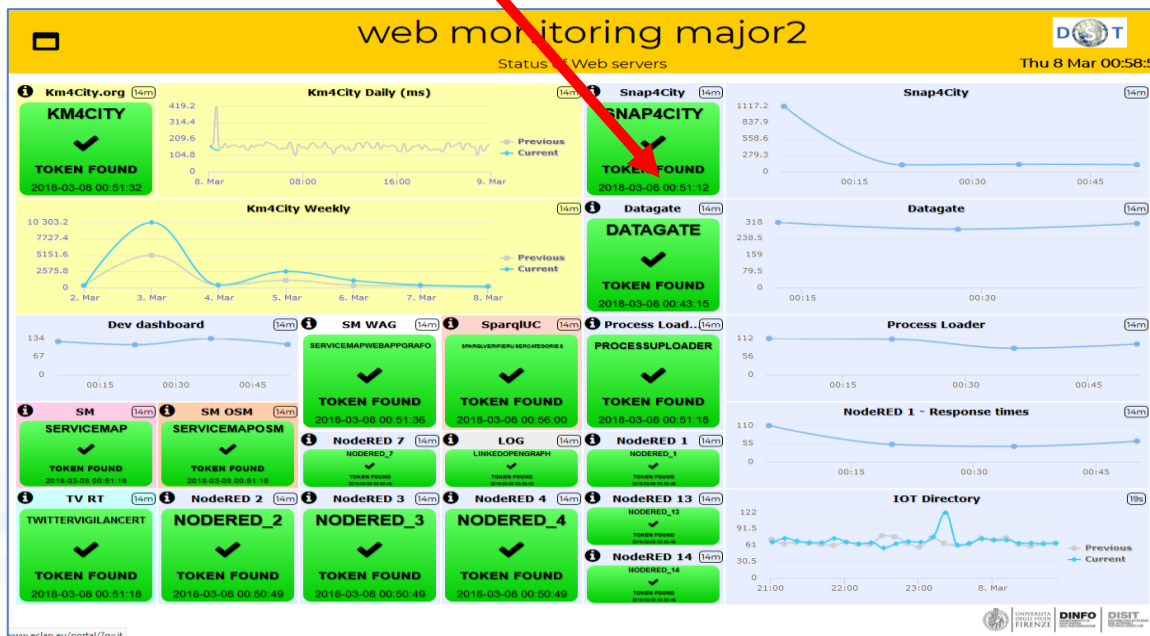 web monitoring major2
Status of Web servers
DISIT
Thu 8 Mar 00:58:5
Km4City.org 14m
KM4CITY
TOKEN FOUND
2018-03-08 00:51:32
Km4City Daily (ms) 14m
419.2
314.4
209.6
104.8
0
8. Mar 08:00 16:00 9. Mar
Previous
Current
Snap4City 14m
SNAP4CITY
TOKEN FOUND
2018-03-08 00:51:12
Snap4City 14m
1117.2
837.9
558.6
279.3
0
00:15 00:30 00:45
Km4City Weekly 14m
10 303.2
7727.4
5151.6
2575.8
0
2. Mar 3. Mar 4. Mar 5. Mar 6. Mar 7. Mar 8. Mar
Previous
Current
Datagate 14m
DATAGATE
TOKEN FOUND
2018-03-08 00:43:15
Datagate 14m
318
238.5
159
79.5
0
00:15 00:30
Dev dashboard 14m
134
67
0
00:15 00:30 00:45
SM WAG 14m
SERVICEMAPWEBAPPGRAFO
TOKEN FOUND
2018-03-08 00:51:36
SparqlUC 14m
SPARQLVERIFIERUSERCATEGORIES
TOKEN FOUND
2018-03-08 00:56:00
Process Load... 14m
PROCESSUPLOADER
TOKEN FOUND
2018-03-08 00:51:18
Process Loader 14m
112
56
0
00:15 00:30 00:45
SM 14m
SERVICEMAP
TOKEN FOUND
2018-03-08 00:51:18
SM OSM 14m
SERVICEMAPOSM
TOKEN FOUND
2018-03-08 00:51:18
NodeRED 7 14m
NODERED_7
TOKEN FOUND
LOG 14m
LINKEDOPENGRAPH
TOKEN FOUND
NodeRED 1 14m
NODERED_1
TOKEN FOUND
NodeRED 1 - Response times 14m
110
55
0
00:15 00:30 00:45
TV RT 14m
TWITTERVIGILANCERT
TOKEN FOUND
2018-03-08 00:51:18
NodeRED 2 14m
NODERED_2
TOKEN FOUND
2018-03-08 00:50:49
NodeRED 3 14m
NODERED_3
TOKEN FOUND
2018-03-08 00:50:49
NodeRED 4 14m
NODERED_4
TOKEN FOUND
2018-03-08 00:50:49
NodeRED 13 14m
NODERED_13
TOKEN FOUND
NodeRED 14 14m
NODERED_14
TOKEN FOUND
IOT Directory 19s
122
91.5
61
30.5
0
21:00 22:00 23:00 8. Mar
Previous
Current
UNIVERSITÀ
DEGLI STUDI
FIRENZE
DINFO
DISIT